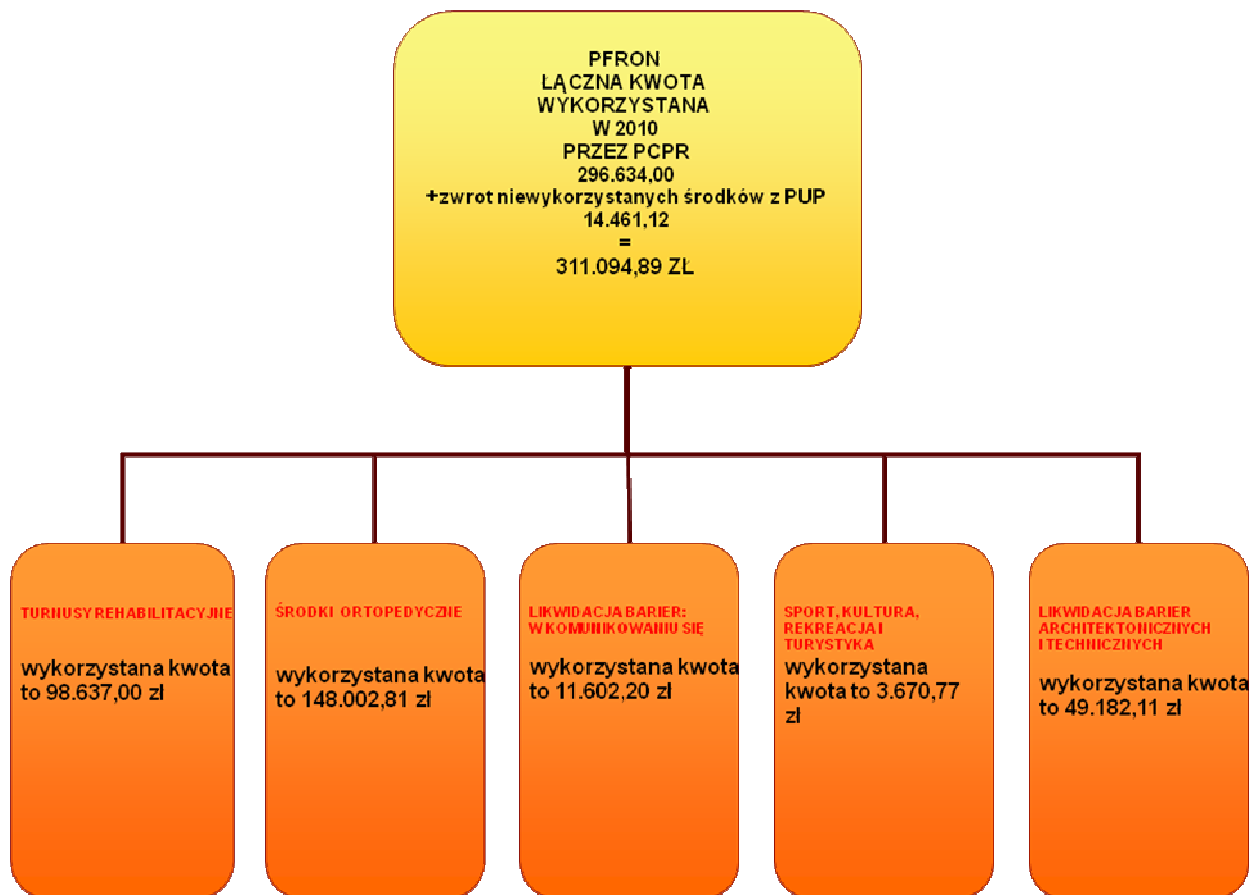 PFRON
ŁĄCZNA KWOTA
WYKORZYSTANA
W 2010
PRZEZ PCPR
296.634,00
+zwrot niewykorzystanych środków z PUP
14.461,12
=
311.094,89 ZŁ
TURNUSY REHABILITACYJNE
wykorzystana kwota
to 98.637,00 zł
ŚRODKI ORTOPEDYCZNE
wykorzystana kwota
to 148.002,81 zł
LIKWIDACJA BARIER:
W KOMUNIKOWANIU SIĘ
wykorzystana kwota
to 11.602,20 zł
SPORT, KULTURA,
REKREACJA I
TURYSTYKA
wykorzystana
kwota to 3.670,77
zł
LIKWIDACJA BARIER
ARCHITEKTONICZNYCH
I TECHNICZNYCH
wykorzystana kwota
to 49.182,11 zł